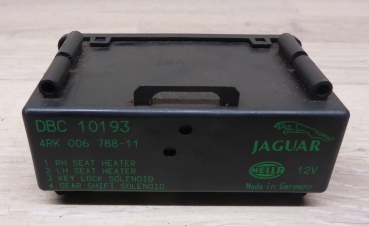 DBC 10193
4RK 006 788-11
1 RH SEAT HEATER
2 LH SEAT HEATER
3 KEY LOCK SOLENOID
4 GEAR SHIFT SOLENOID
JAGUAR
HELLA 12V
Made in Germany